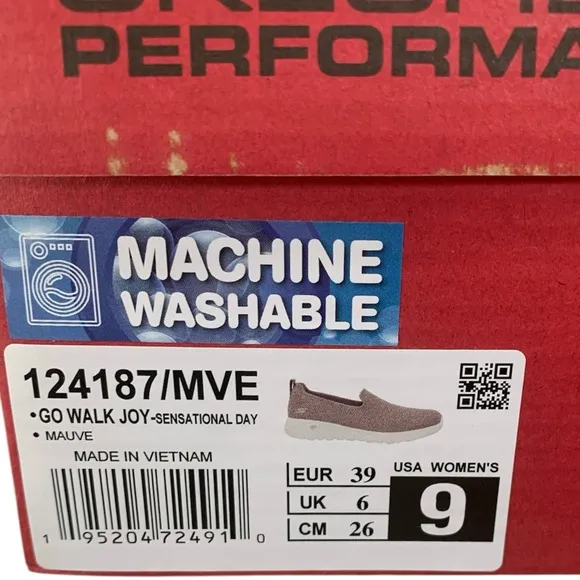 PERFORMA
MACHINE
WASHABLE
124187/MVE
•GO WALK JOY-SENSATIONAL DAY
• MAUVE
MADE IN VIETNAM
EUR 39
UK 6
CM 26
USA WOMEN'S
9
1 95204 72491 0